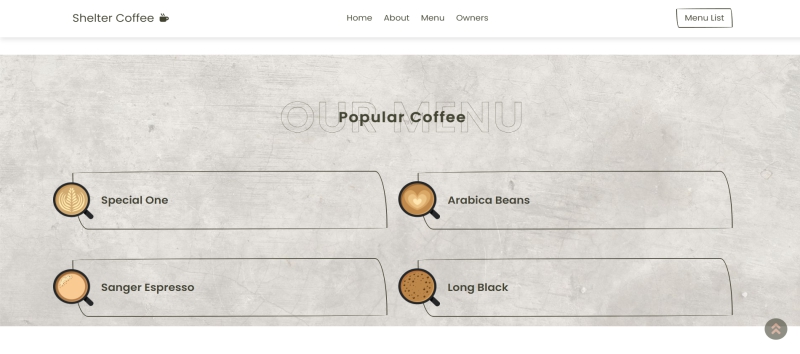 Shelter Coffee
Home About Menu Owners
Menu List
OUR MENU
Popular Coffee
Special One
Arabica Beans
Sanger Espresso
Long Black